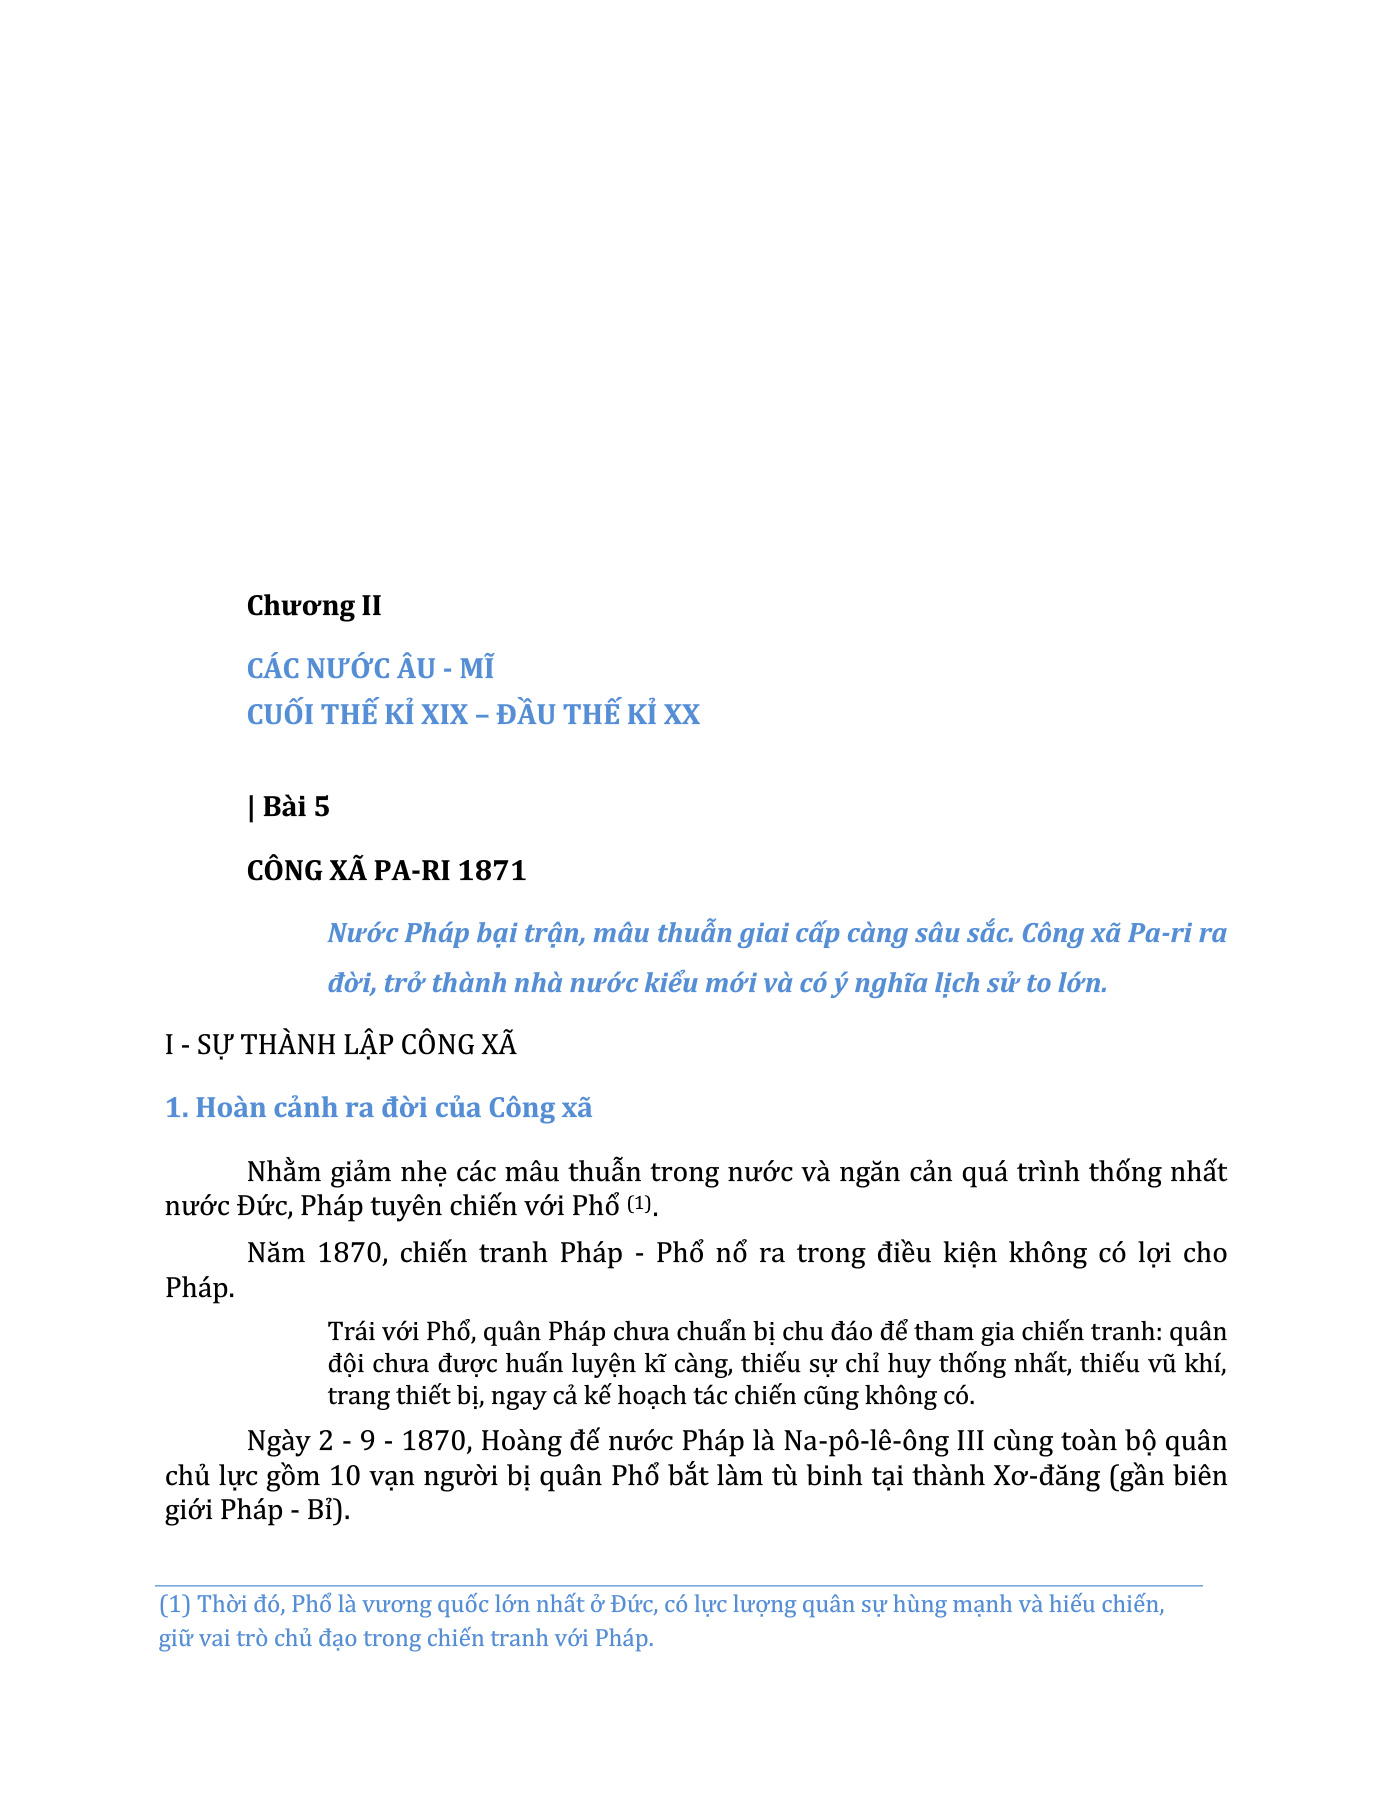 Chương II
CÁC NƯỚC ÂU - MĨ
CUỐI THẾ KỈ XIX – ĐẦU THẾ KỈ XX
| Bài 5
CÔNG XÃ PA-RI 1871
Nước Pháp bại trận, mâu thuẫn giai cấp càng sâu sắc. Công xã Pa-ri ra
đời, trở thành nhà nước kiểu mới và có ý nghĩa lịch sử to lớn.
I - SỰ THÀNH LẬP CÔNG XÃ
1. Hoàn cảnh ra đời của Công xã
Nhằm giảm nhẹ các mâu thuẫn trong nước và ngăn cản quá trình thống nhất
nước Đức, Pháp tuyên chiến với Phổ (1).
Năm 1870, chiến tranh Pháp - Phổ nổ ra trong điều kiện không có lợi cho
Pháp.
Trái với Phổ, quân Pháp chưa chuẩn bị chu đáo để tham gia chiến tranh: quân
đội chưa được huấn luyện kĩ càng, thiếu sự chỉ huy thống nhất, thiếu vũ khí,
trang thiết bị, ngay cả kế hoạch tác chiến cũng không có.
Ngày 2 - 9 - 1870, Hoàng đế nước Pháp là Na-pô-lê-ông III cùng toàn bộ quân
chủ lực gồm 10 vạn người bị quân Phổ bắt làm tù binh tại thành Xơ-đăng (gần biên
giới Pháp - Bỉ).
(1) Thời đó, Phổ là vương quốc lớn nhất ở Đức, có lực lượng quân sự hùng mạnh và hiếu chiến,
giữ vai trò chủ đạo trong chiến tranh với Pháp.